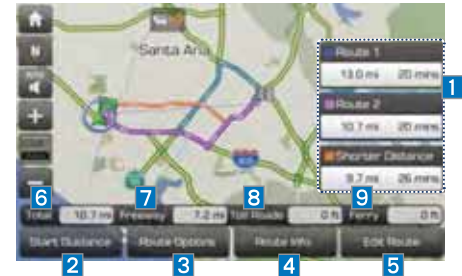 N
Santa Ana
Route 1
13.0 mi 20 mins
1
Route 2
10.7 mi 20 mins
Shorter Distance
9.7 mi 26 mins
6 7 8 9
Total 10.7 mi Freeway 7.2 mi Toll Roads 0 ft Ferry 0 ft
Start Guidance Route Options Route Info Edit Route
2 3 4 5